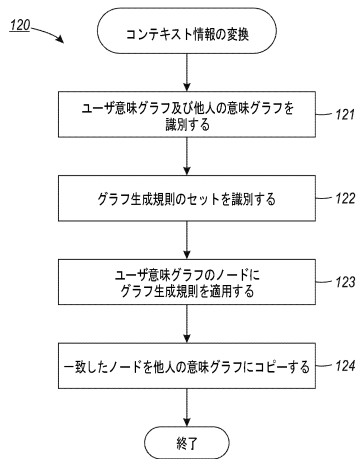 120
コンテキスト情報の変換
ユーザ意味グラフ及び他人の意味グラフを
識別する
121
グラフ生成規則のセットを識別する
122
ユーザ意味グラフのノードに
グラフ生成規則を適用する
123
一致したノードを他人の意味グラフにコピーする
124
終了